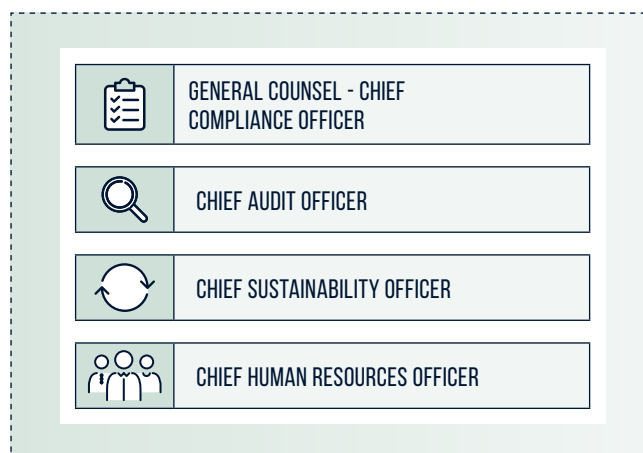 GENERAL COUNSEL - CHIEF
COMPLIANCE OFFICER
CHIEF AUDIT OFFICER
CHIEF SUSTAINABILITY OFFICER
CHIEF HUMAN RESOURCES OFFICER